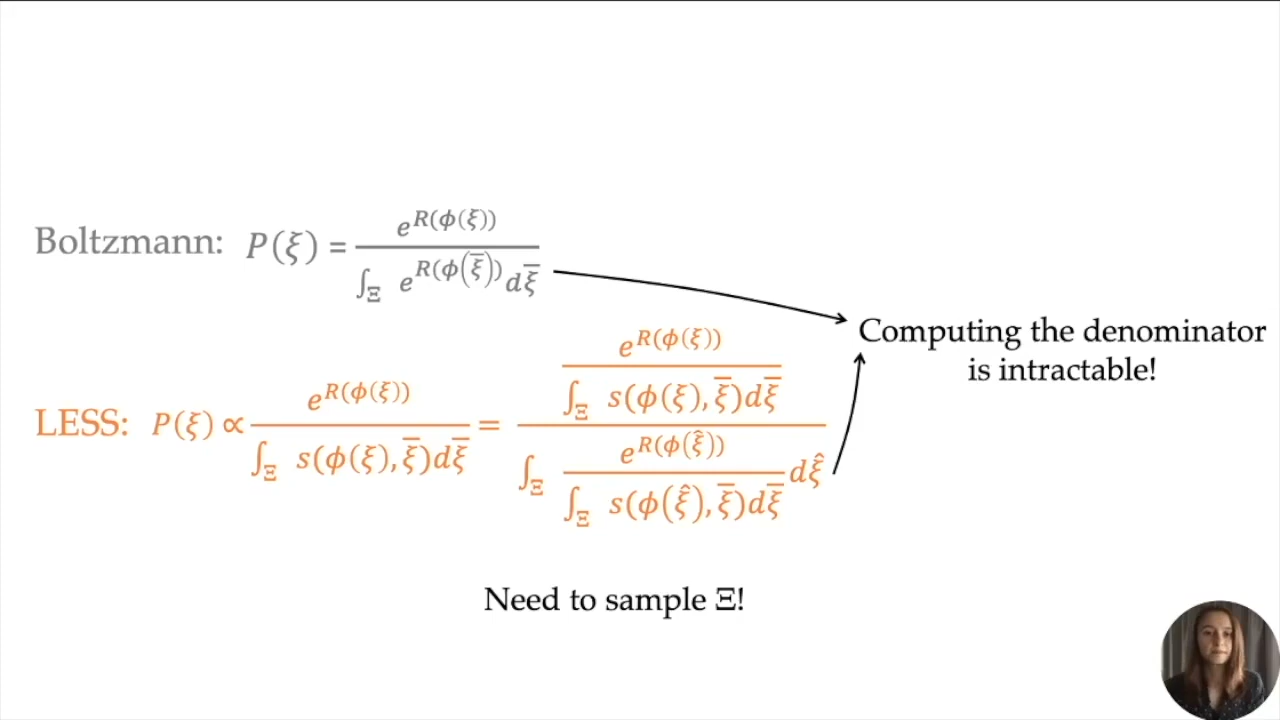 Boltzmann: P(ξ) = e^{R(ϕ(ξ))} / ∫_Ξ e^{R(ϕ(ξ̅))} dξ̅
Computing the denominator
is intractable!
LESS: P(ξ) ∝ e^{R(ϕ(ξ))} / ∫_Ξ s(ϕ(ξ), ξ̅)dξ̅ = (e^{R(ϕ(ξ))} / ∫_Ξ s(ϕ(ξ), ξ̅)dξ̅) / (∫_Ξ e^{R(ϕ(ξ̂))} / ∫_Ξ s(ϕ(ξ̂), ξ̅)dξ̅ dξ̂)
Need to sample Ξ!